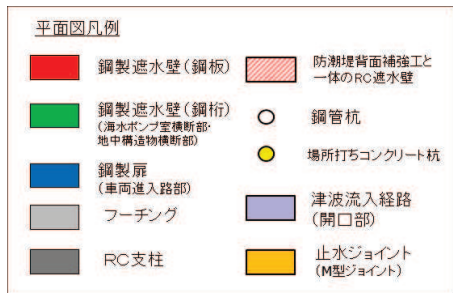 平面図凡例
鋼製遮水壁(鋼板)
鋼製遮水壁(鋼桁)
(海水ポンプ室横断部・
地中構造物横断部)
鋼製扉
(車両進入路部)
フーチング
RC支柱
防潮堤背面補強工と
一体のRC遮水壁
鋼管杭
場所打ちコンクリート杭
津波流入経路
(開口部)
止水ジョイント
(M型ジョイント)